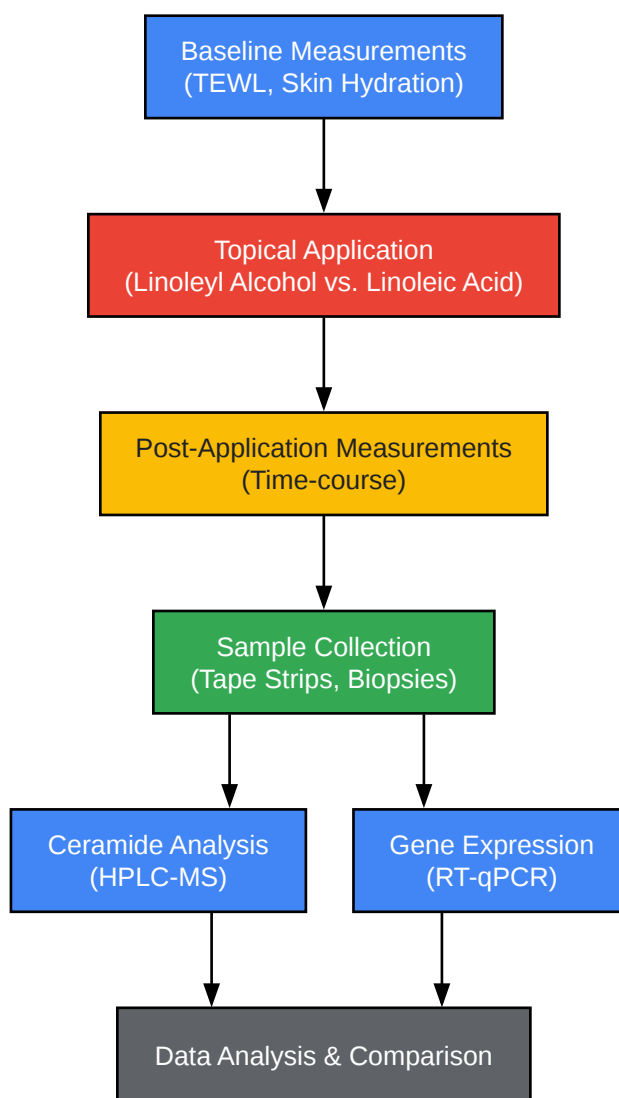 Baseline Measurements
(TEWL, Skin Hydration)
Topical Application
(Linoleyl Alcohol vs. Linoleic Acid)
Post-Application Measurements
(Time-course)
Sample Collection
(Tape Strips, Biopsies)
Ceramide Analysis
(HPLC-MS)
Gene Expression
(RT-qPCR)
Data Analysis & Comparison